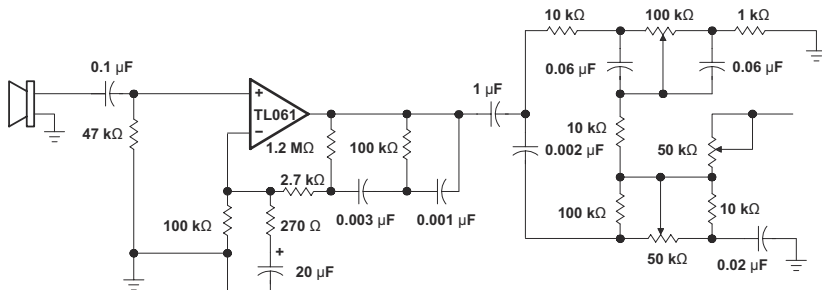 10 kΩ
100 kΩ
1 kΩ
0.1 µF
0.06 µF
0.06 µF
1 µF
+
TL061
−
47 kΩ
1.2 MΩ
100 kΩ
10 kΩ
0.002 µF
50 kΩ
2.7 kΩ
0.003 µF
0.001 µF
100 kΩ
270 Ω
100 kΩ
10 kΩ
+
20 µF
50 kΩ
0.02 µF